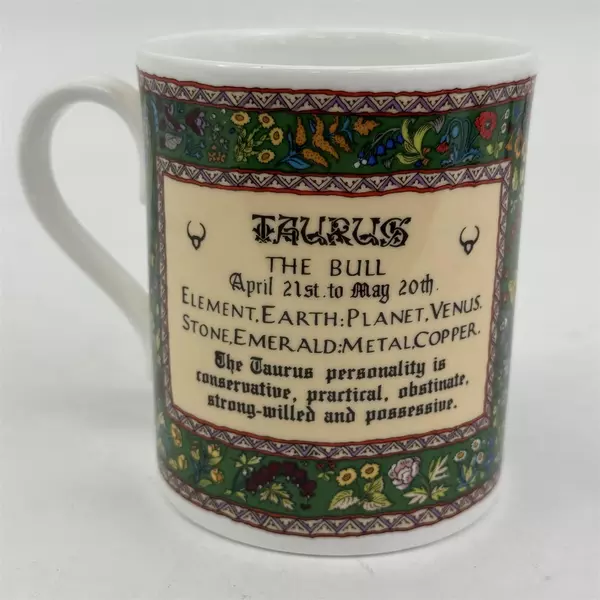 TAURUS
THE BULL
April 21st. to May 20th.
ELEMENT,EARTH:PLANET,VENUS.
STONE,EMERALD:METAL,COPPER.
The Taurus personality is
conservative, practical, obstinate,
strong-willed and possessive.